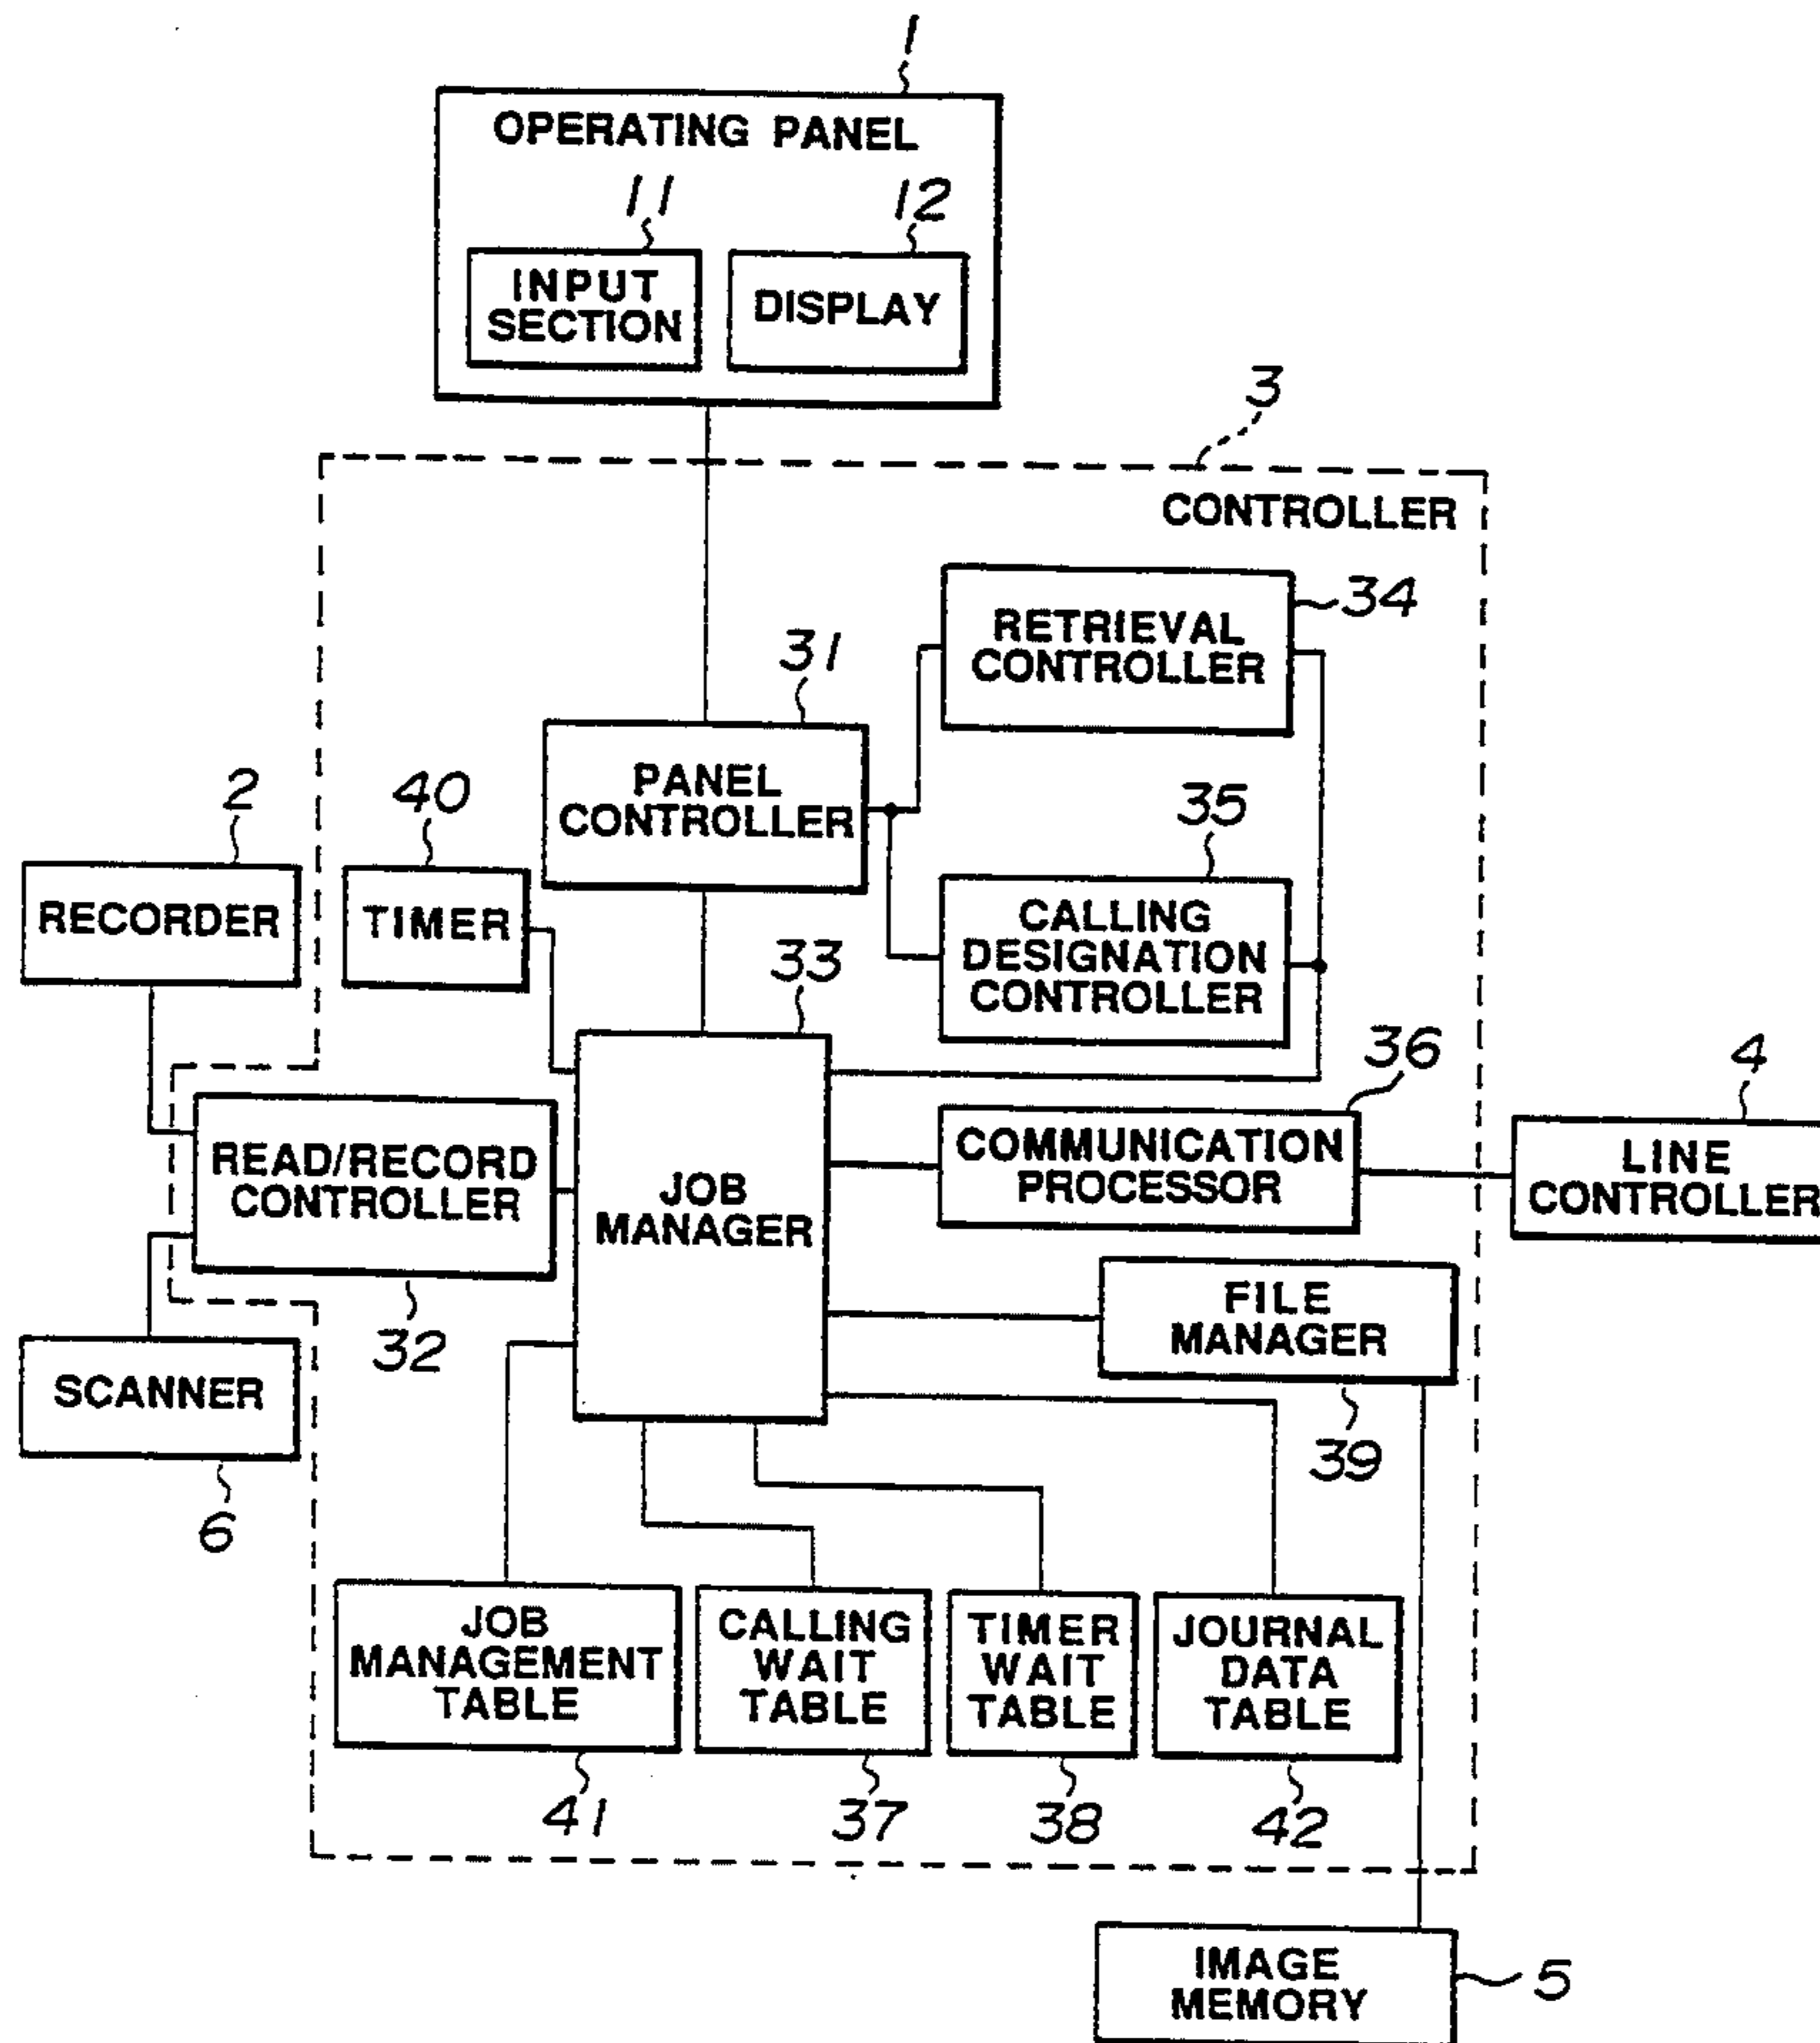 1
OPERATING PANEL
11
12
INPUT
SECTION
DISPLAY
3
CONTROLLER
34
RETRIEVAL
CONTROLLER
31
PANEL
CONTROLLER
2
40
35
RECORDER
TIMER
CALLING
DESIGNATION
CONTROLLER
33
36
4
READ/RECORD
CONTROLLER
JOB
MANAGER
COMMUNICATION
PROCESSOR
LINE
CONTROLLER
FILE
MANAGER
32
SCANNER
39
6
JOB
MANAGEMENT
TABLE
CALLING
WAIT
TABLE
TIMER
WAIT
TABLE
JOURNAL
DATA
TABLE
41
37
38
42
IMAGE
MEMORY
5